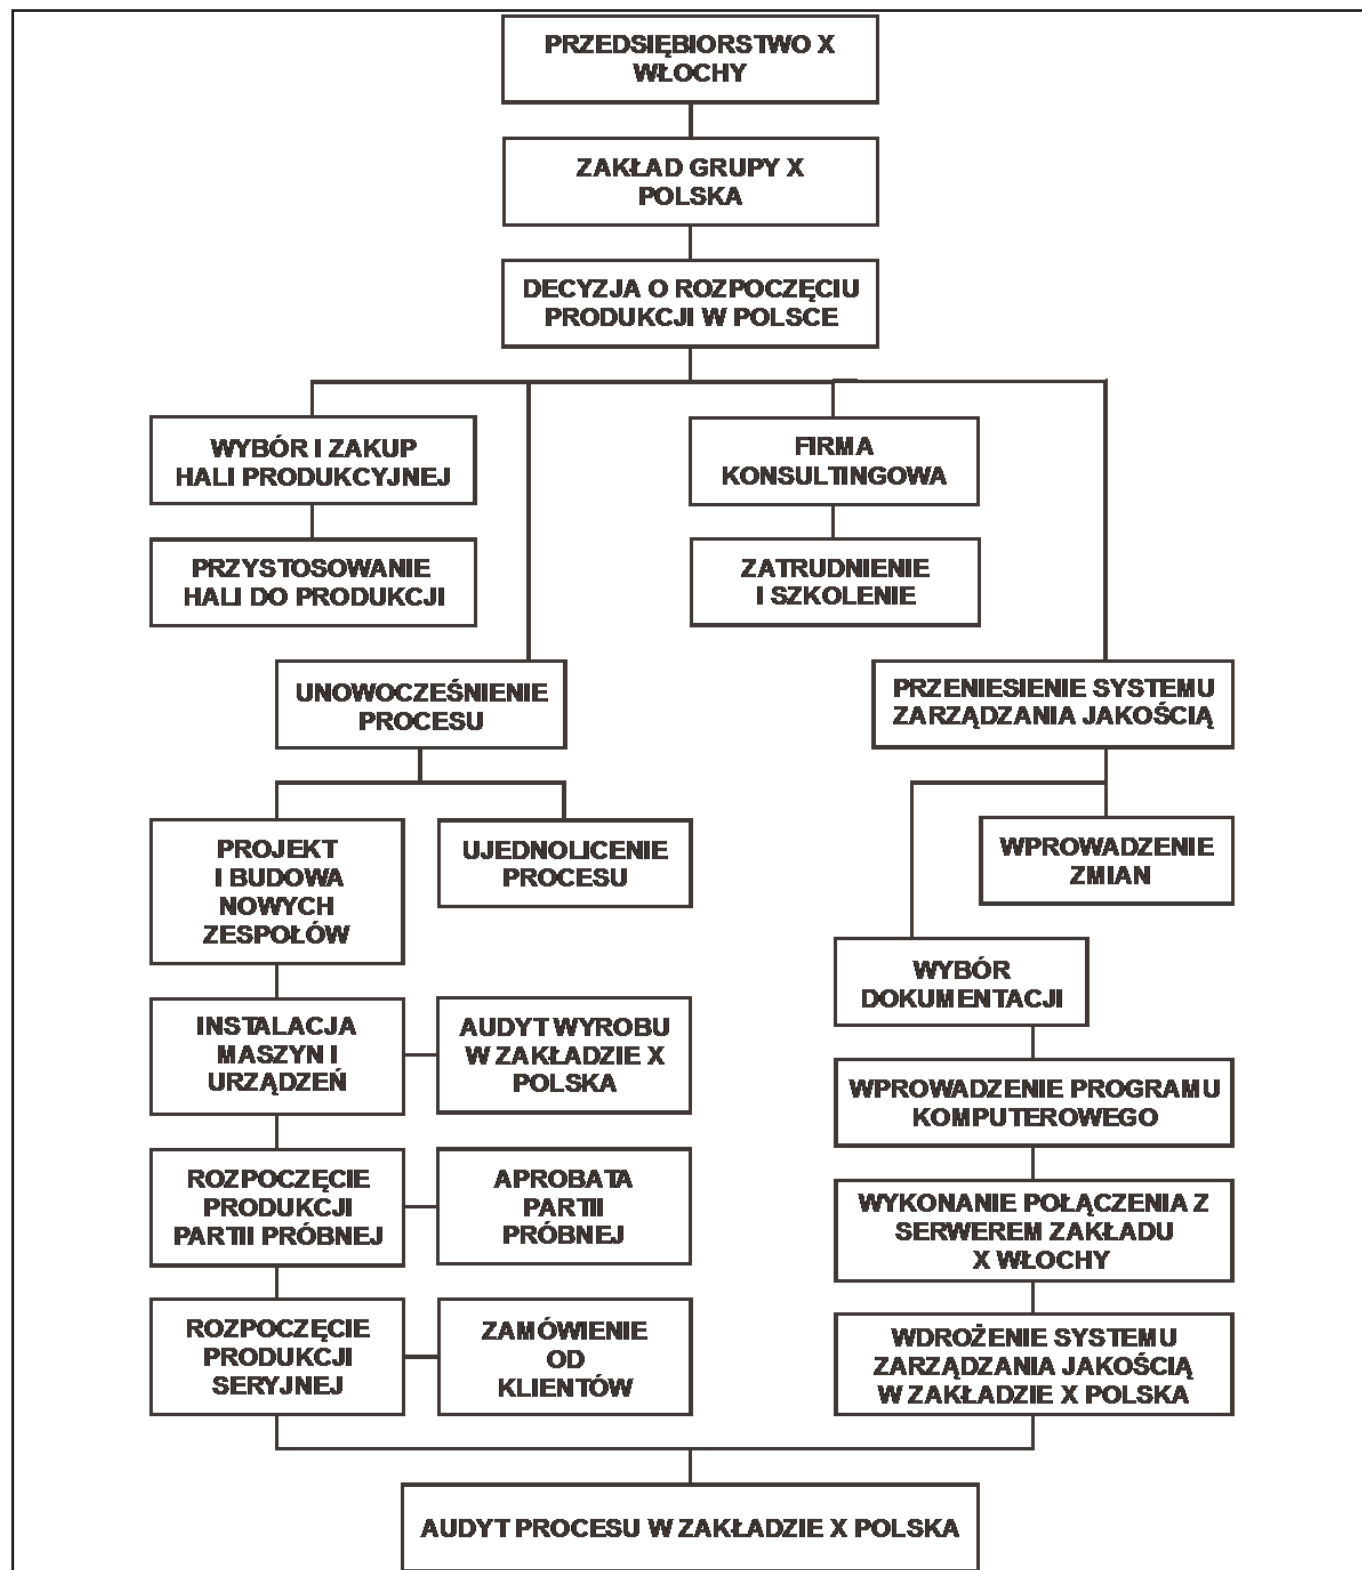 PRZEDSIĘBIORSTWO X
WŁOCHY
ZAKŁAD GRUPY X
POLSKA
DECYZJA O ROZPOCZĘCIU
PRODUKCJI W POLSCE
WYBÓR I ZAKUP
HALI PRODUKCYJNEJ
FIRMA
KONSULTINGOWA
PRZYSTOSOWANIE
HALI DO PRODUKCJI
ZATRUDNIENIE
I SZKOLENIE
UNOWOCZEŚNIENIE
PROCESU
PRZENIESIENIE SYSTEMU
ZARZĄDZANIA JAKOŚCIĄ
PROJEKT
I BUDOWA
NOWYCH
ZESPOŁÓW
UJEDNOLICENIE
PROCESU
WPROWADZENIE
ZMIAN
WYBÓR
DOKUMENTACJI
INSTALACJA
MASZYN I
URZĄDZEŃ
AUDYT WYROBU
W ZAKŁADZIE X
POLSKA
WPROWADZENIE PROGRAMU
KOMPUTEROWEGO
ROZPOCZĘCIE
PRODUKCJI
PARTII PRÓBNEJ
APROBATA
PARTII
PRÓBNEJ
WYKONANIE POŁĄCZENIA Z
SERWEREM ZAKŁADU
X WŁOCHY
ROZPOCZĘCIE
PRODUKCJI
SERYJNEJ
ZAMÓWIENIE
OD
KLIENTÓW
WDROŻENIE SYSTEMU
ZARZĄDZANIA JAKOŚCIĄ
W ZAKŁADZIE X POLSKA
AUDYT PROCESU W ZAKŁADZIE X POLSKA